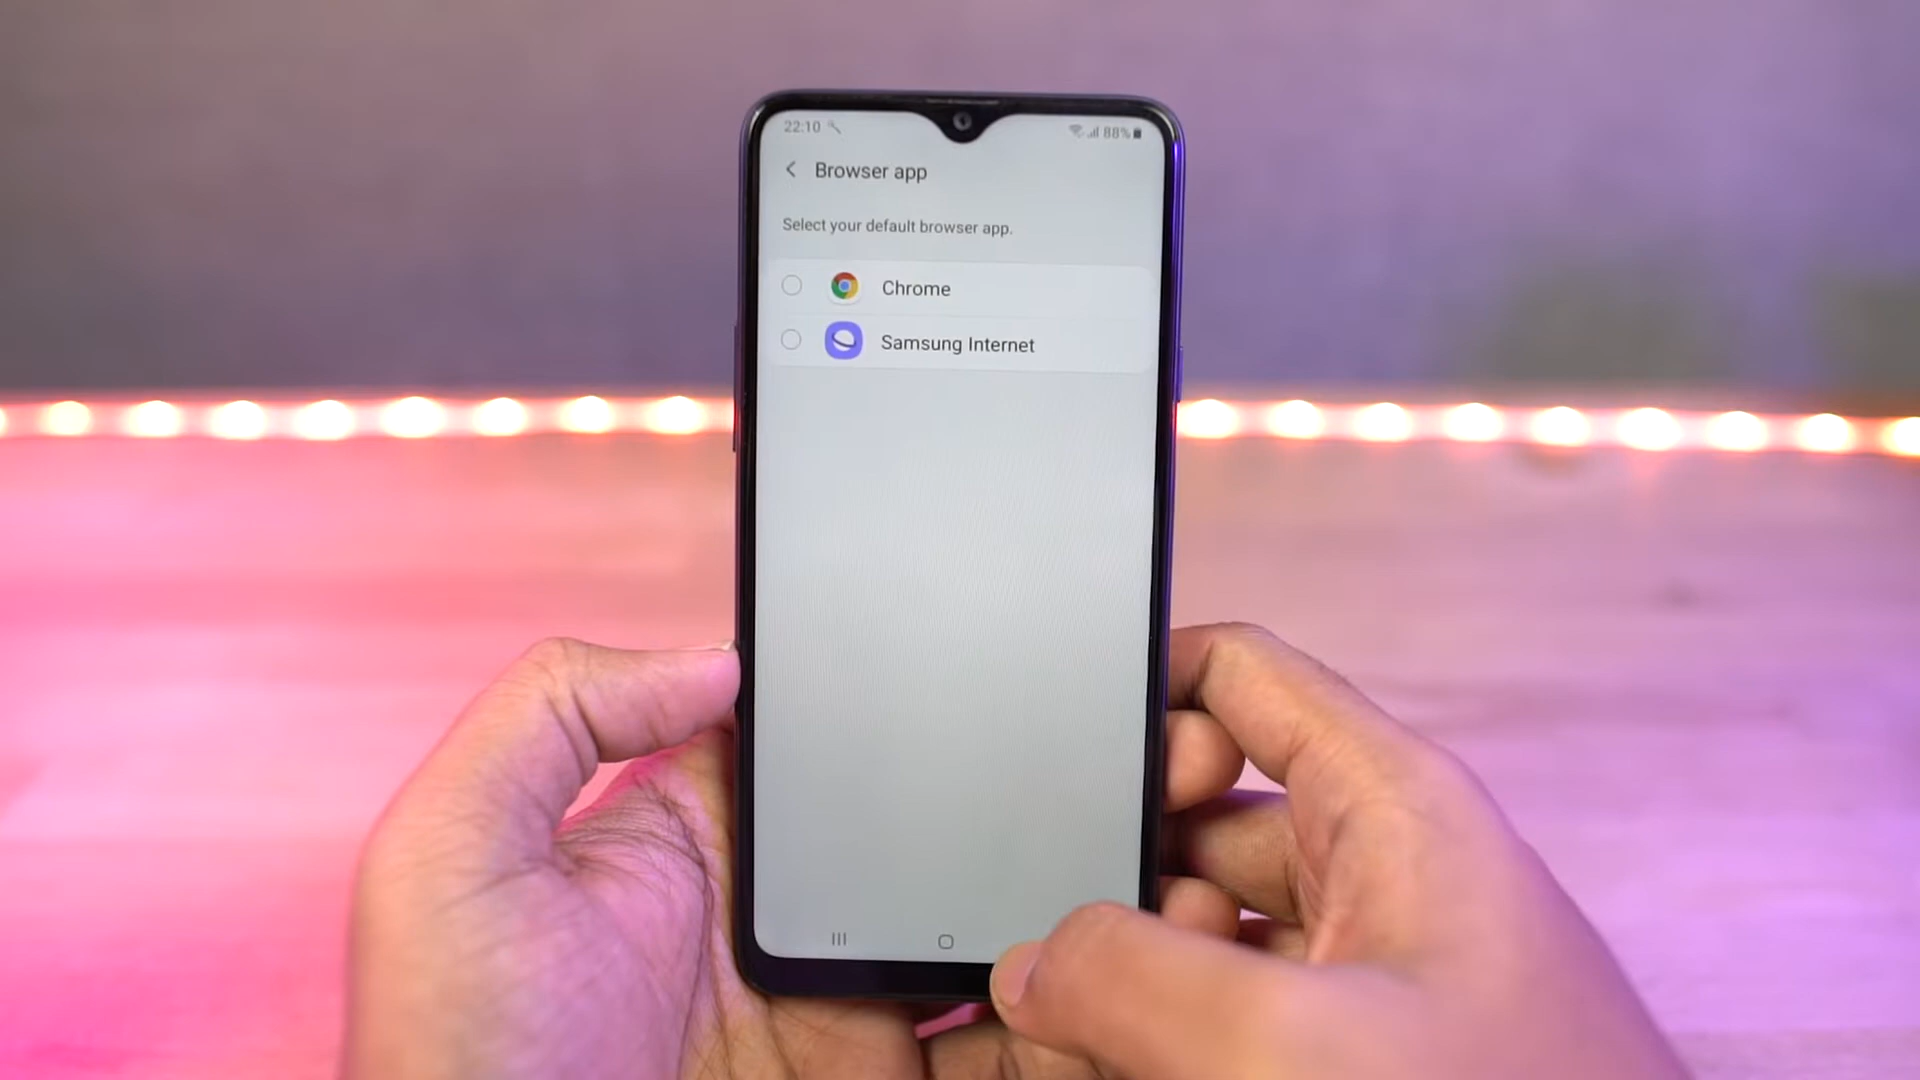 22:10 88%
Browser app
Select your default browser app.
Chrome
Samsung Internet